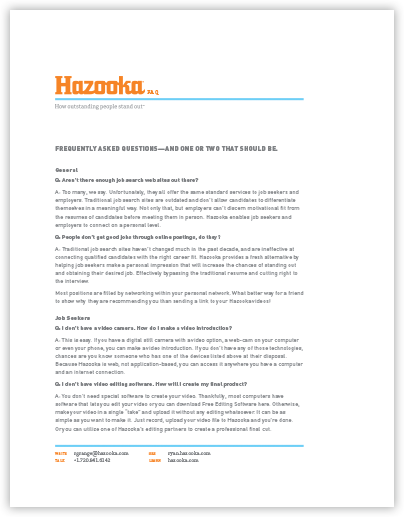 Hazooka FAQ
How outstanding people stand out™
FREQUENTLY ASKED QUESTIONS—AND ONE OR TWO THAT SHOULD BE.
General
Q. Aren't there enough job search web sites out there?
A: Too many, we say. Unfortunately, they all offer the same standard services to job seekers and
employers. Traditional job search sites are outdated and don't allow candidates to differentiate
themselves in a meaningful way. Not only that, but employers can't discern motivational fit from
the resumes of candidates before meeting them in person. Hazooka enables job seekers and
employers to connect on a personal level.
Q: People don't get good jobs through online postings, do they?
A: Traditional job search sites haven't changed much in the past decade, and are ineffective at
connecting qualified candidates with the right career fit. Hazooka provides a fresh alternative by
helping job seekers make a personal impression that will increase the chances of standing out
and obtaining their desired job. Effectively bypassing the traditional resume and cutting right to
the interview.
Most positions are filled by networking within your personal network. What better way for a friend
to show why they are recommending you than sending a link to your Hazooka videos!
Job Seekers
Q. I don't have a video camera. How do I make a video introduction?
A: This is easy. If you have a digital still camera with a video option, a web-cam on your computer
or even your phone, you can make a video introduction. If you don't have any of those technologies,
chances are you know someone who has one of the devices listed above at their disposal.
Because Hazooka is web, not application-based, you can access it anywhere you have a computer
and an internet connection.
Q. I don't have video editing software. How will I create my final product?
A. You don't need special software to create your video. Thankfully, most computers have
software that lets you edit your video or you can download Free Editing Software here. Otherwise,
make your video in a single "take" and upload it without any editing whatsoever. It can be as
simple as you want to make it. Just record, upload your video file to Hazooka and you're done.
Or you can utilize one of Hazooka's editing partners to create a professional final cut.
WRITE rgrange@hazooka.com
SEE ryan.hazooka.com
TALK +1.720.841.8142
LEARN hazooka.com